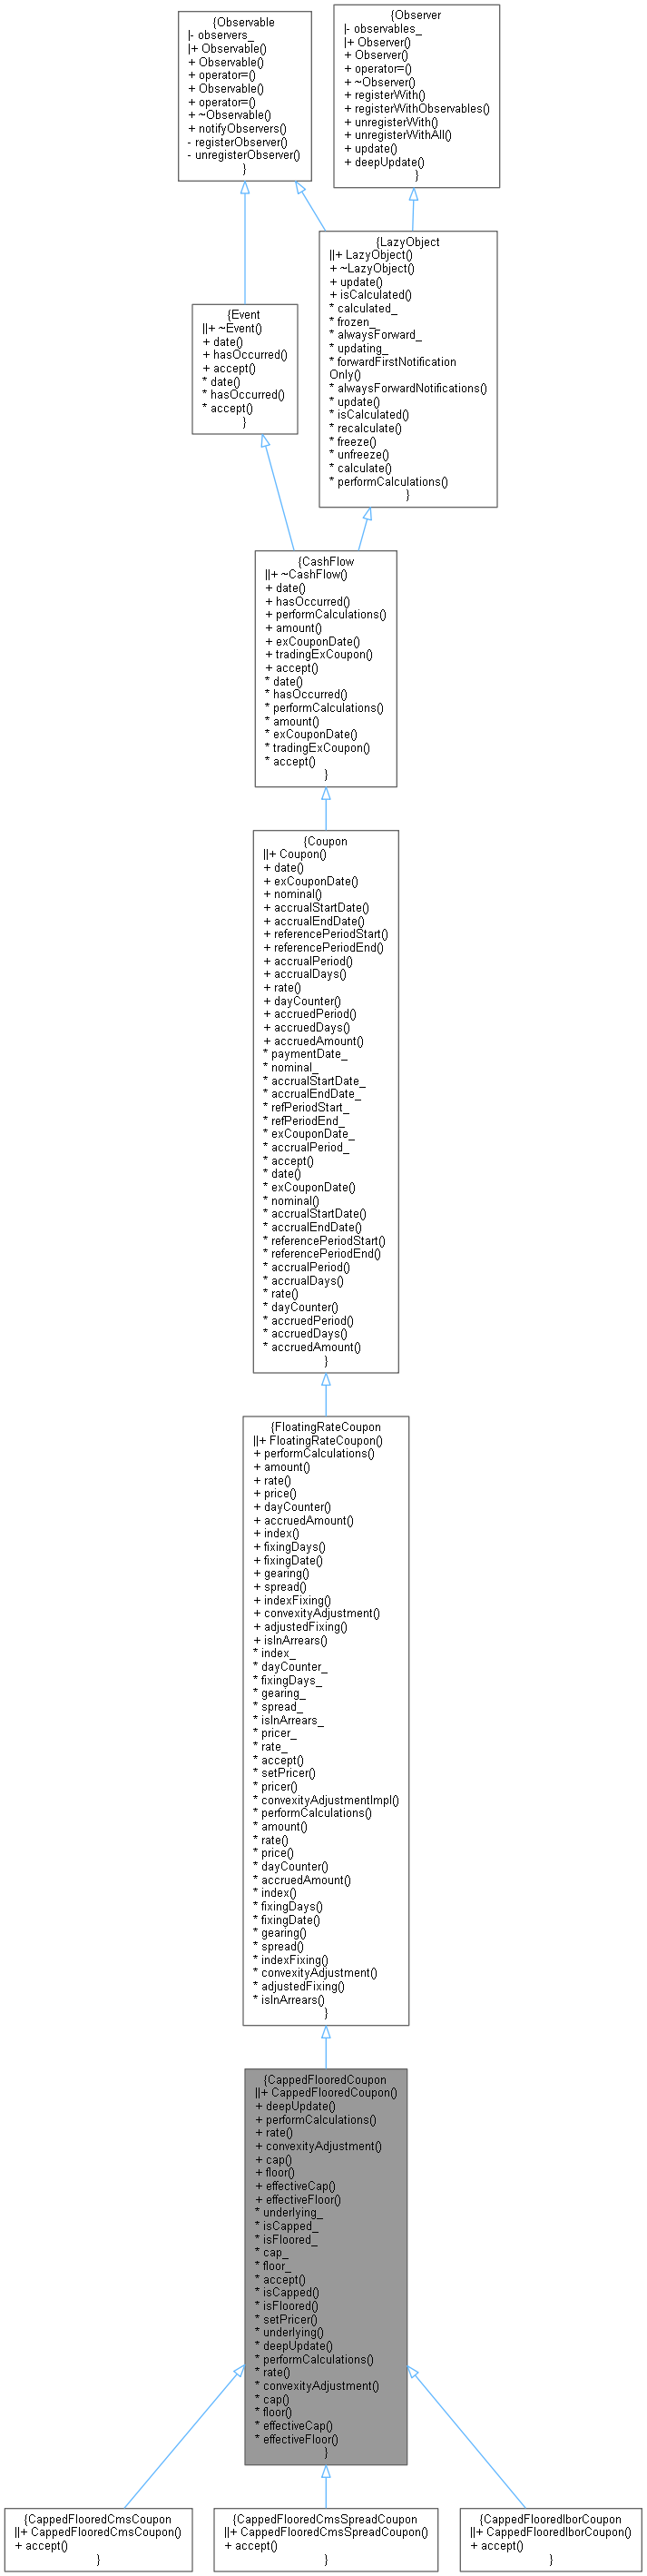 {Observable
|- observers_
|+ Observable()
+ Observable()
+ operator=()
+ Observable()
+ operator=()
+ ~Observable()
+ notifyObservers()
- registerObserver()
- unregisterObserver()
}
{Observer
|- observables_
|+ Observer()
+ Observer()
+ operator=()
+ ~Observer()
+ registerWith()
+ registerWithObservables()
+ unregisterWith()
+ unregisterWithAll()
+ update()
+ deepUpdate()
}
{LazyObject
||+ LazyObject()
+ ~LazyObject()
+ update()
+ isCalculated()
* calculated_
* frozen_
* alwaysForward_
* updating_
* forwardFirstNotification
Only()
* alwaysForwardNotifications()
* update()
* isCalculated()
* recalculate()
* freeze()
* unfreeze()
* calculate()
* performCalculations()
}
{Event
||+ ~Event()
+ date()
+ hasOccurred()
+ accept()
* date()
* hasOccurred()
* accept()
}
{CashFlow
||+ ~CashFlow()
+ date()
+ hasOccurred()
+ performCalculations()
+ amount()
+ exCouponDate()
+ tradingExCoupon()
+ accept()
* date()
* hasOccurred()
* performCalculations()
* amount()
* exCouponDate()
* tradingExCoupon()
* accept()
}
{Coupon
||+ Coupon()
+ date()
+ exCouponDate()
+ nominal()
+ accrualStartDate()
+ accrualEndDate()
+ referencePeriodStart()
+ referencePeriodEnd()
+ accrualPeriod()
+ accrualDays()
+ rate()
+ dayCounter()
+ accruedPeriod()
+ accruedDays()
+ accruedAmount()
* paymentDate_
* nominal_
* accrualStartDate_
* accrualEndDate_
* refPeriodStart_
* refPeriodEnd_
* exCouponDate_
* accrualPeriod_
* accept()
* date()
* exCouponDate()
* nominal()
* accrualStartDate()
* accrualEndDate()
* referencePeriodStart()
* referencePeriodEnd()
* accrualPeriod()
* accrualDays()
* rate()
* dayCounter()
* accruedPeriod()
* accruedDays()
* accruedAmount()
}
{FloatingRateCoupon
||+ FloatingRateCoupon()
+ performCalculations()
+ amount()
+ rate()
+ price()
+ dayCounter()
+ accruedAmount()
+ index()
+ fixingDays()
+ fixingDate()
+ gearing()
+ spread()
+ indexFixing()
+ convexityAdjustment()
+ adjustedFixing()
+ isInArrears()
* index_
* dayCounter_
* fixingDays_
* gearing_
* spread_
* isInArrears_
* pricer_
* rate_
* accept()
* setPricer()
* pricer()
* convexityAdjustmentImpl()
* performCalculations()
* amount()
* rate()
* price()
* dayCounter()
* accruedAmount()
* index()
* fixingDays()
* fixingDate()
* gearing()
* spread()
* indexFixing()
* convexityAdjustment()
* adjustedFixing()
* isInArrears()
}
{CappedFlooredCoupon
||+ CappedFlooredCoupon()
+ deepUpdate()
+ performCalculations()
+ rate()
+ convexityAdjustment()
+ cap()
+ floor()
+ effectiveCap()
+ effectiveFloor()
* underlying_
* isCapped_
* isFloored_
* cap_
* floor_
* accept()
* isCapped()
* isFloored()
* setPricer()
* underlying()
* deepUpdate()
* performCalculations()
* rate()
* convexityAdjustment()
* cap()
* floor()
* effectiveCap()
* effectiveFloor()
}
{CappedFlooredCmsCoupon
||+ CappedFlooredCmsCoupon()
+ accept()
}
{CappedFlooredCmsSpreadCoupon
||+ CappedFlooredCmsSpreadCoupon()
+ accept()
}
{CappedFlooredIborCoupon
||+ CappedFlooredIborCoupon()
+ accept()
}